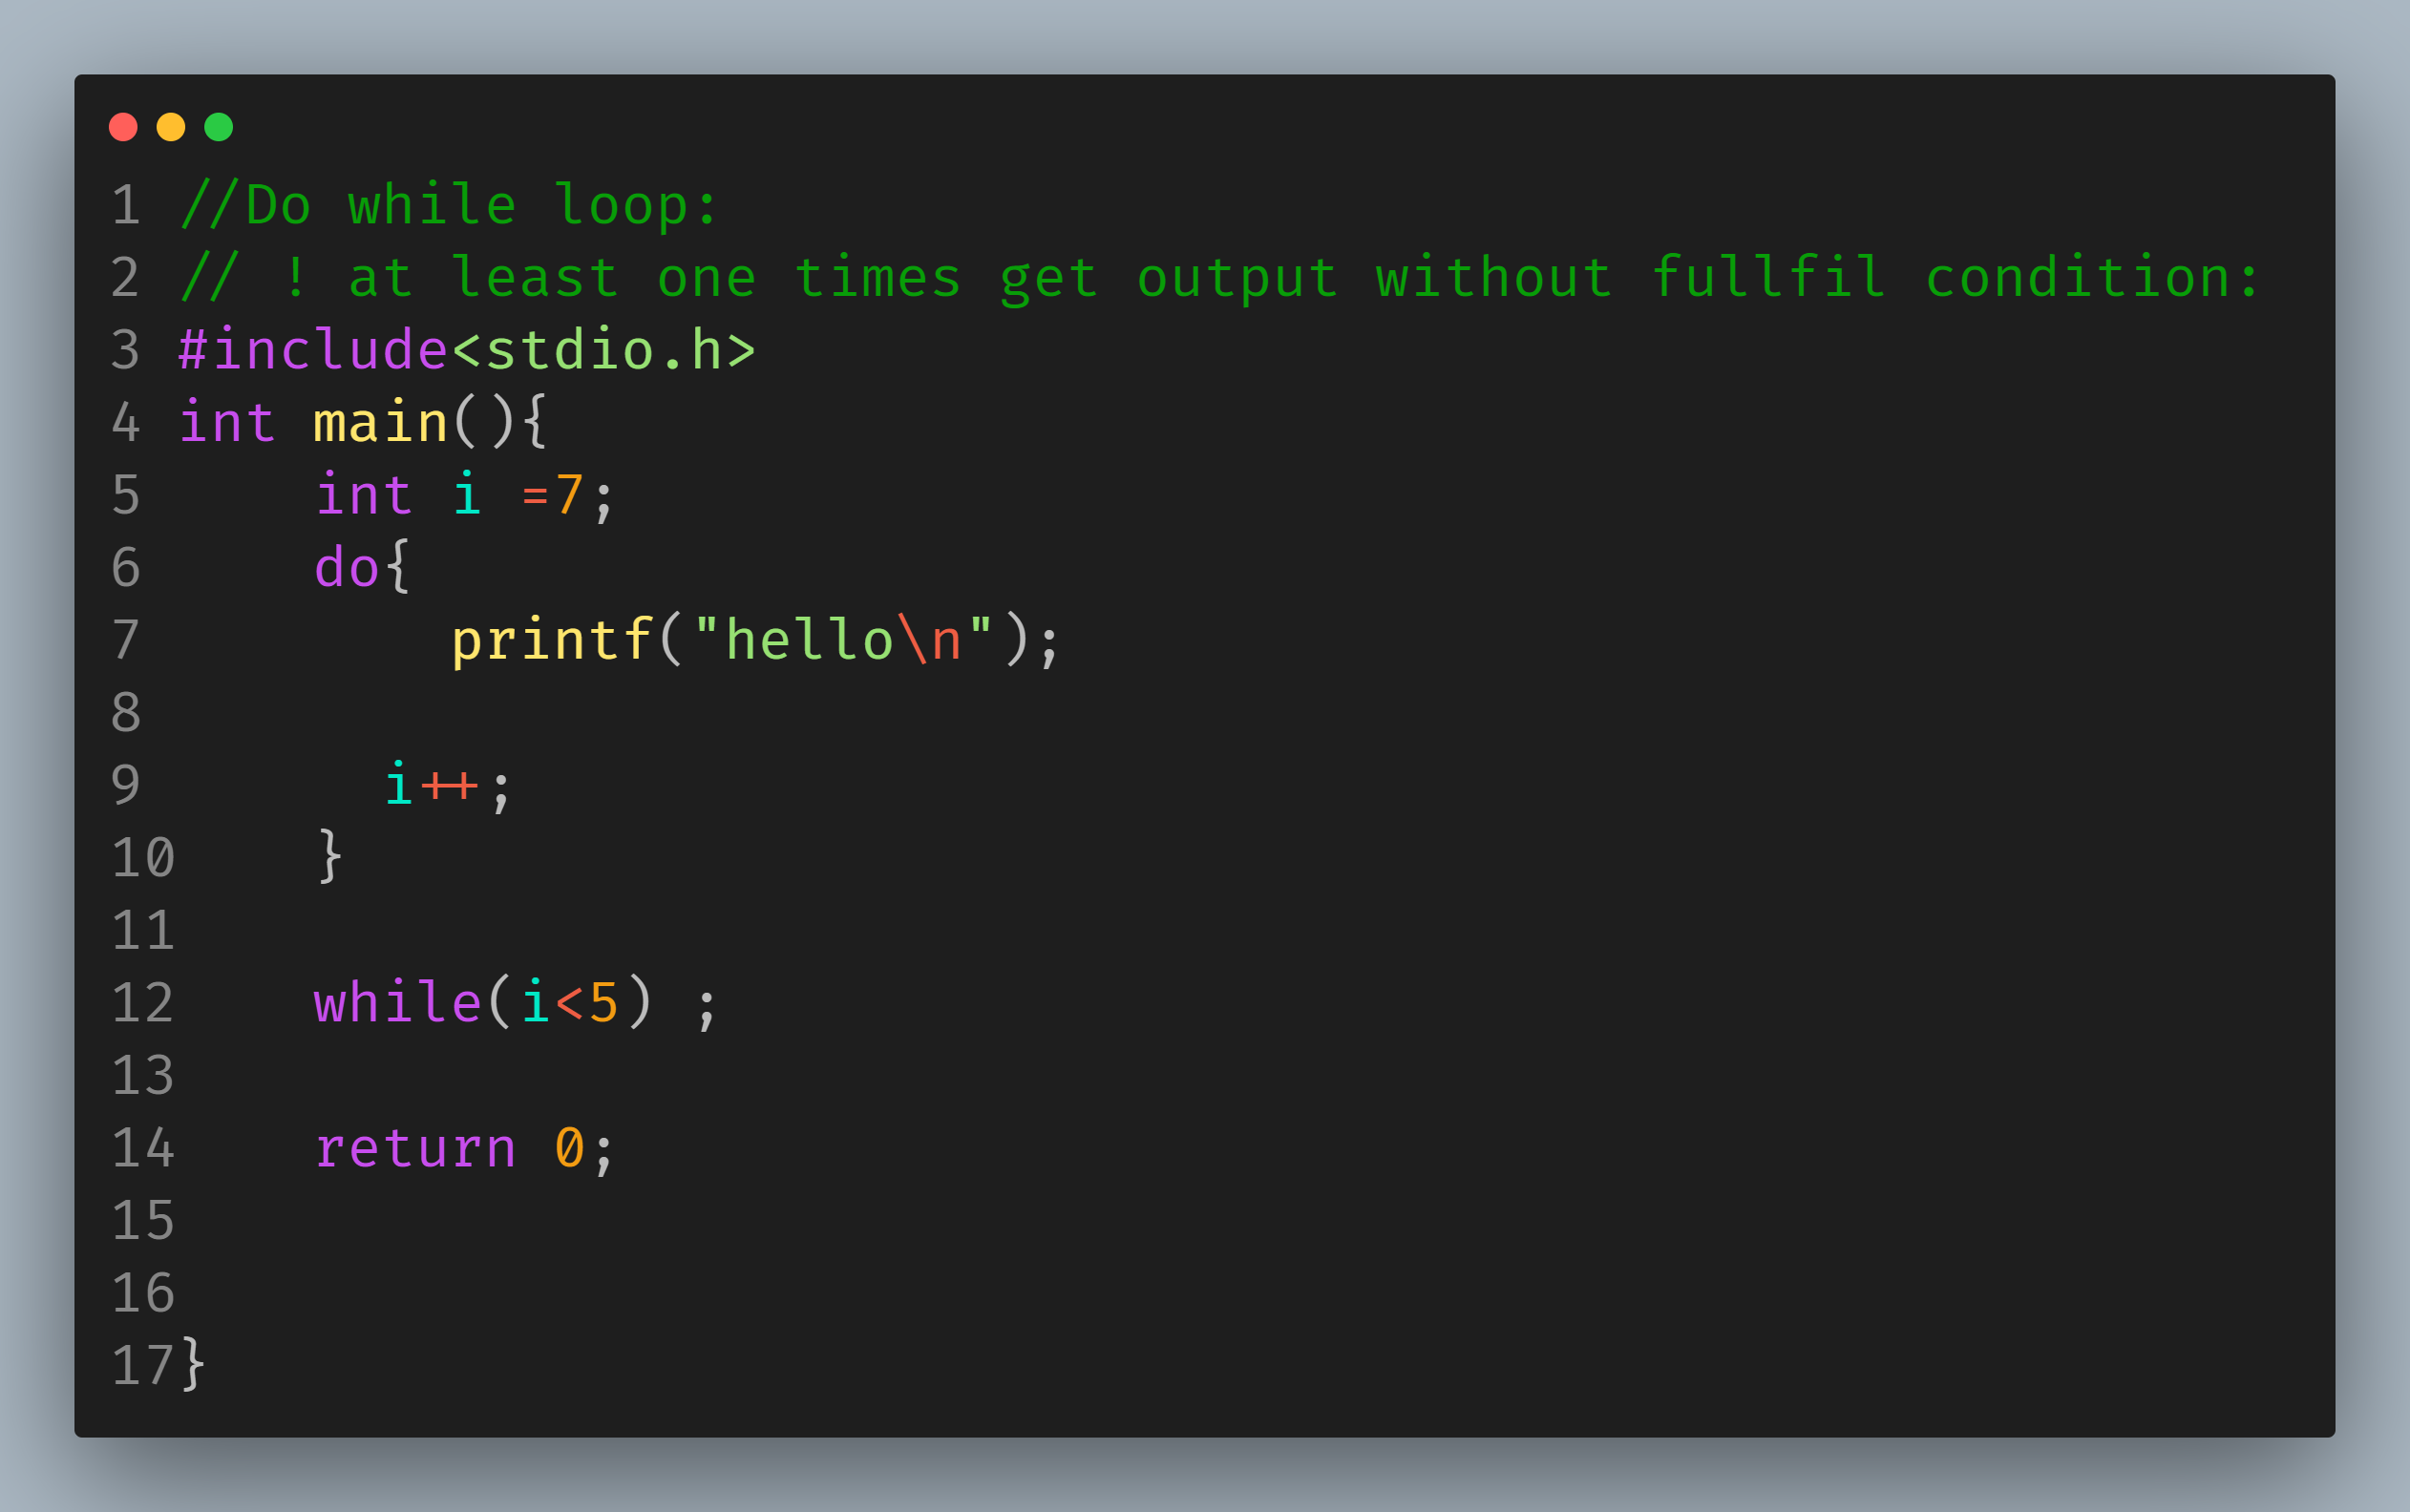 1 //Do while loop:
2 // ! at least one times get output without fullfil condition:
3 #include<stdio.h>
4 int main(){
5     int i =7;
6     do{
7         printf("hello\n");
8
9       i++;
10    }
11
12    while(i<5) ;
13
14    return 0;
15
16
17}